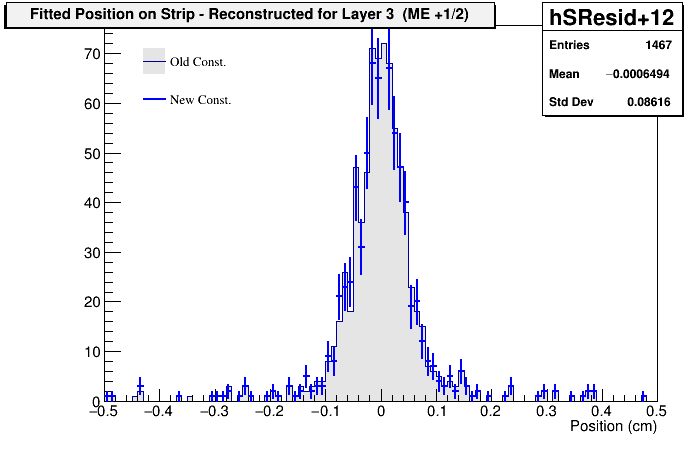 Fitted Position on Strip - Reconstructed for Layer 3 (ME +1/2)
hSResid+12
Entries 1467
Mean −0.0006494
Std Dev 0.08616
Old Const.
New Const.
70
60
50
40
30
20
10
0
−0.5 −0.4 −0.3 −0.2 −0.1 0 0.1 0.2 0.3 0.4 0.5
Position (cm)